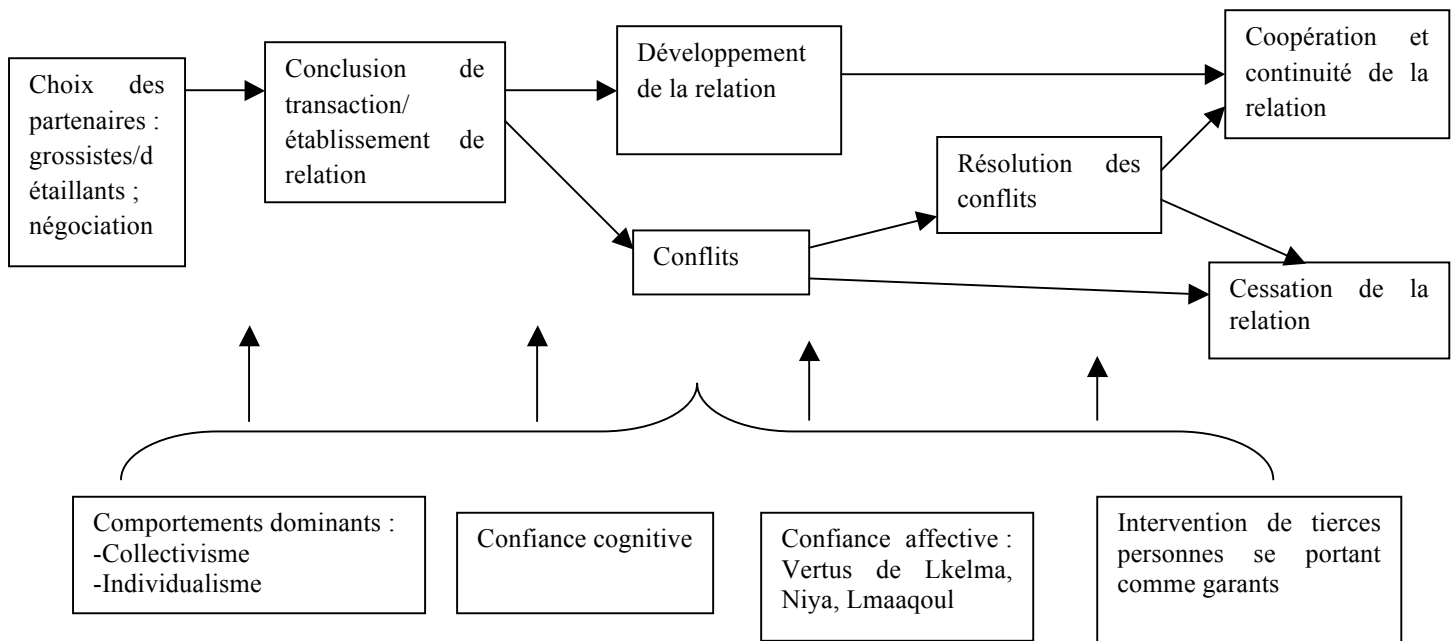 Choix des
partenaires :
grossistes/d
étaillants ;
négociation
Conclusion de
transaction/
établissement de
relation
Développement
de la relation
Coopération et
continuité de la
relation
Résolution des
conflits
Conflits
Cessation de la
relation
Comportements dominants :
-Collectivisme
-Individualisme
Confiance cognitive
Confiance affective :
Vertus de Lkelma,
Niya, Lmaaqoul
Intervention de tierces
personnes se portant
comme garants